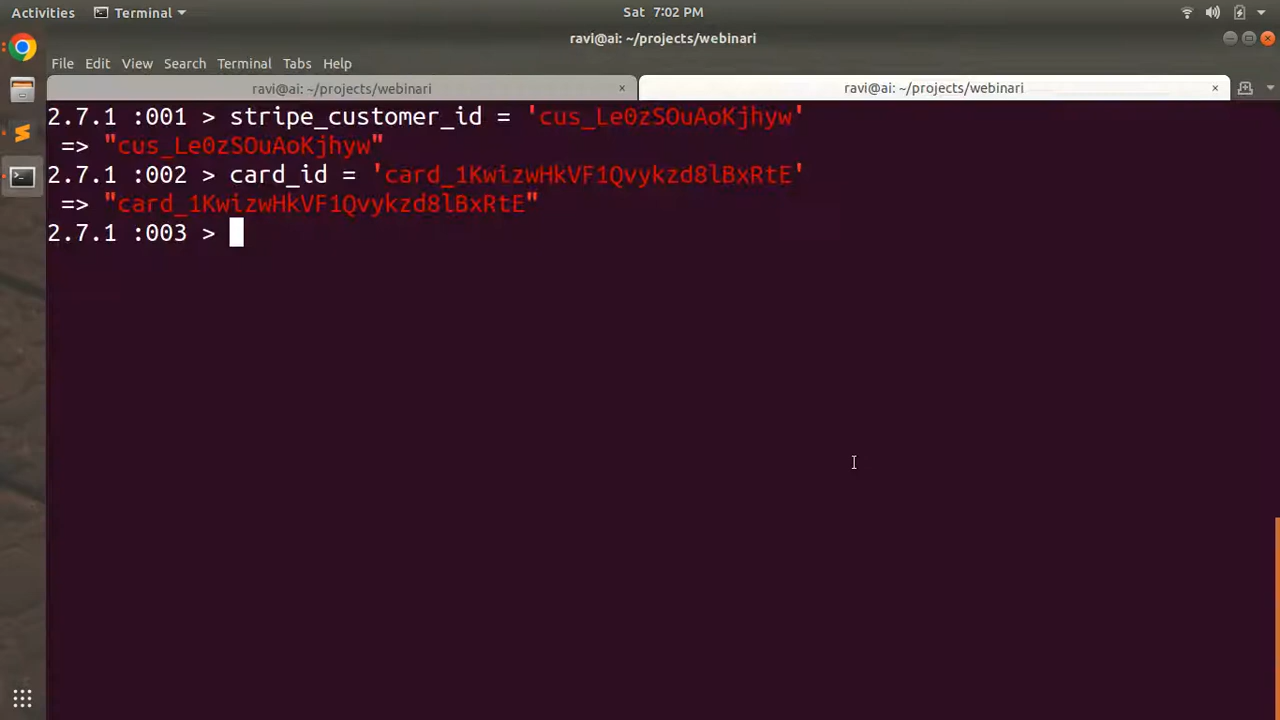 Activities Terminal Sat 7:02 PM
ravi@ai: ~/projects/webinari
File Edit View Search Terminal Tabs Help
ravi@ai: ~/projects/webinari × ravi@ai: ~/projects/webinari ×
2.7.1 :001 > stripe_customer_id = 'cus_Le0zSOuAoKjhyw'
=> "cus_Le0zSOuAoKjhyw"
2.7.1 :002 > card_id = 'card_1KwizwHkVF1Qvykzd8lBxRtE'
=> "card_1KwizwHkVF1Qvykzd8lBxRtE"
2.7.1 :003 >